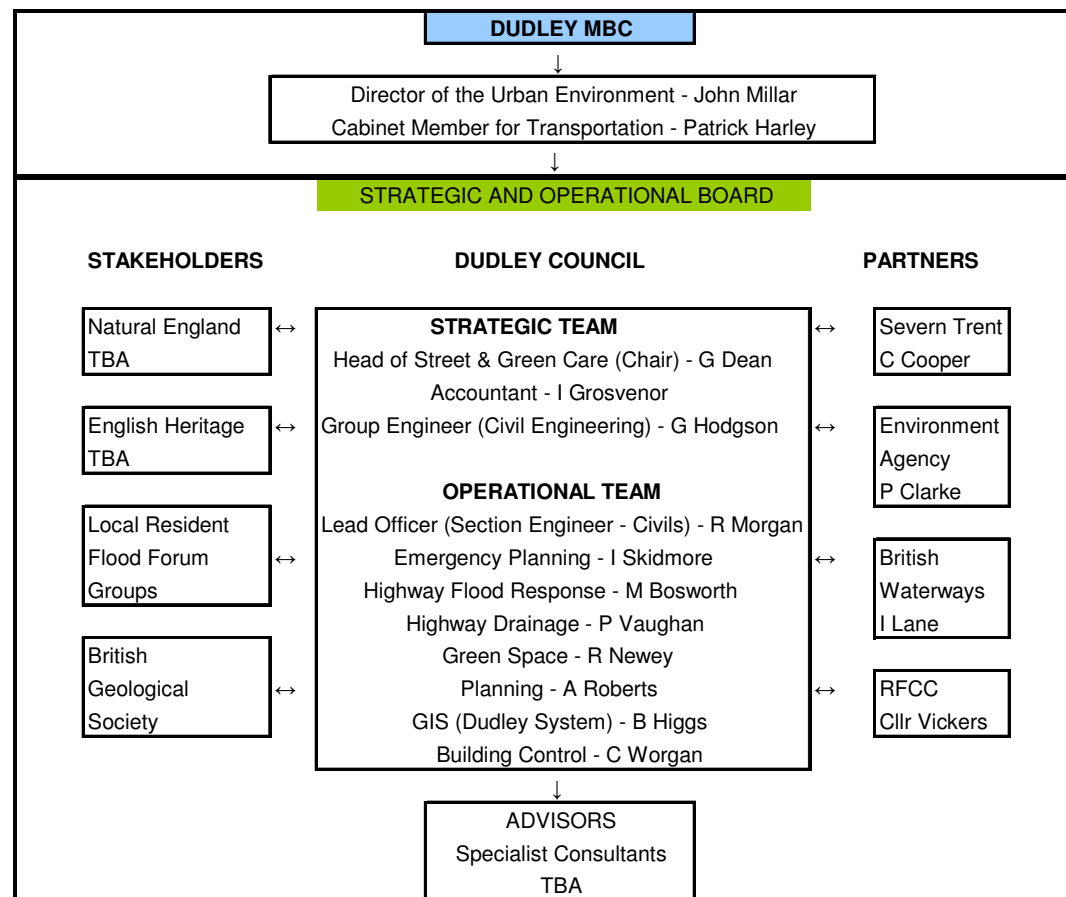 DUDLEY MBC
↓
Director of the Urban Environment - John Millar
Cabinet Member for Transportation - Patrick Harley
↓
STRATEGIC AND OPERATIONAL BOARD
STAKEHOLDERS
Natural England
TBA
↔
English Heritage
TBA
↔
Local Resident
Flood Forum
Groups
↔
British
Geological
Society
↔
DUDLEY COUNCIL
STRATEGIC TEAM
Head of Street & Green Care (Chair) - G Dean
Accountant - I Grosvenor
Group Engineer (Civil Engineering) - G Hodgson
OPERATIONAL TEAM
Lead Officer (Section Engineer - Civils) - R Morgan
Emergency Planning - I Skidmore
Highway Flood Response - M Bosworth
Highway Drainage - P Vaughan
Green Space - R Newey
Planning - A Roberts
GIS (Dudley System) - B Higgs
Building Control - C Worgan
PARTNERS
↔
Severn Trent
C Cooper
↔
Environment
Agency
P Clarke
↔
British
Waterways
I Lane
↔
RFCC
Cllr Vickers
↓
ADVISORS
Specialist Consultants
TBA